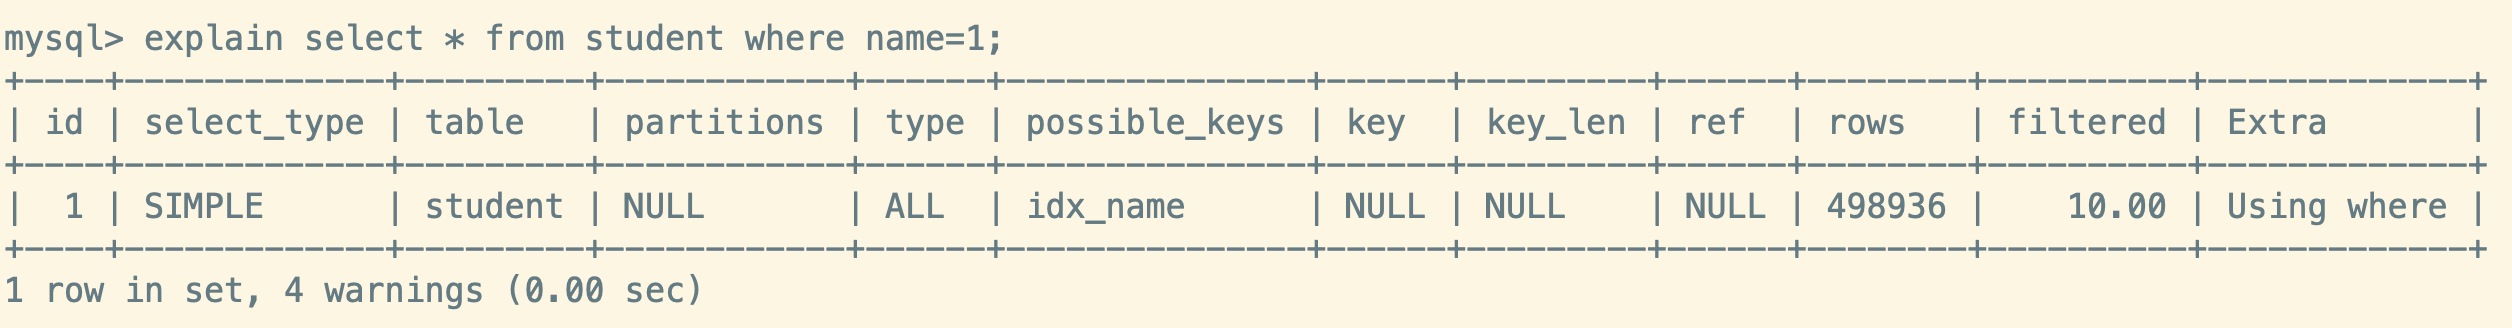 mysql> explain select * from student where name=1;
+----+-------------+---------+------------+------+---------------+------+---------+------+--------+----------+-------------+
| id | select_type | table   | partitions | type | possible_keys | key  | key_len | ref  | rows   | filtered | Extra       |
+----+-------------+---------+------------+------+---------------+------+---------+------+--------+----------+-------------+
|  1 | SIMPLE      | student | NULL       | ALL  | idx_name      | NULL | NULL    | NULL | 498936 |    10.00 | Using where |
+----+-------------+---------+------------+------+---------------+------+---------+------+--------+----------+-------------+
1 row in set, 4 warnings (0.00 sec)